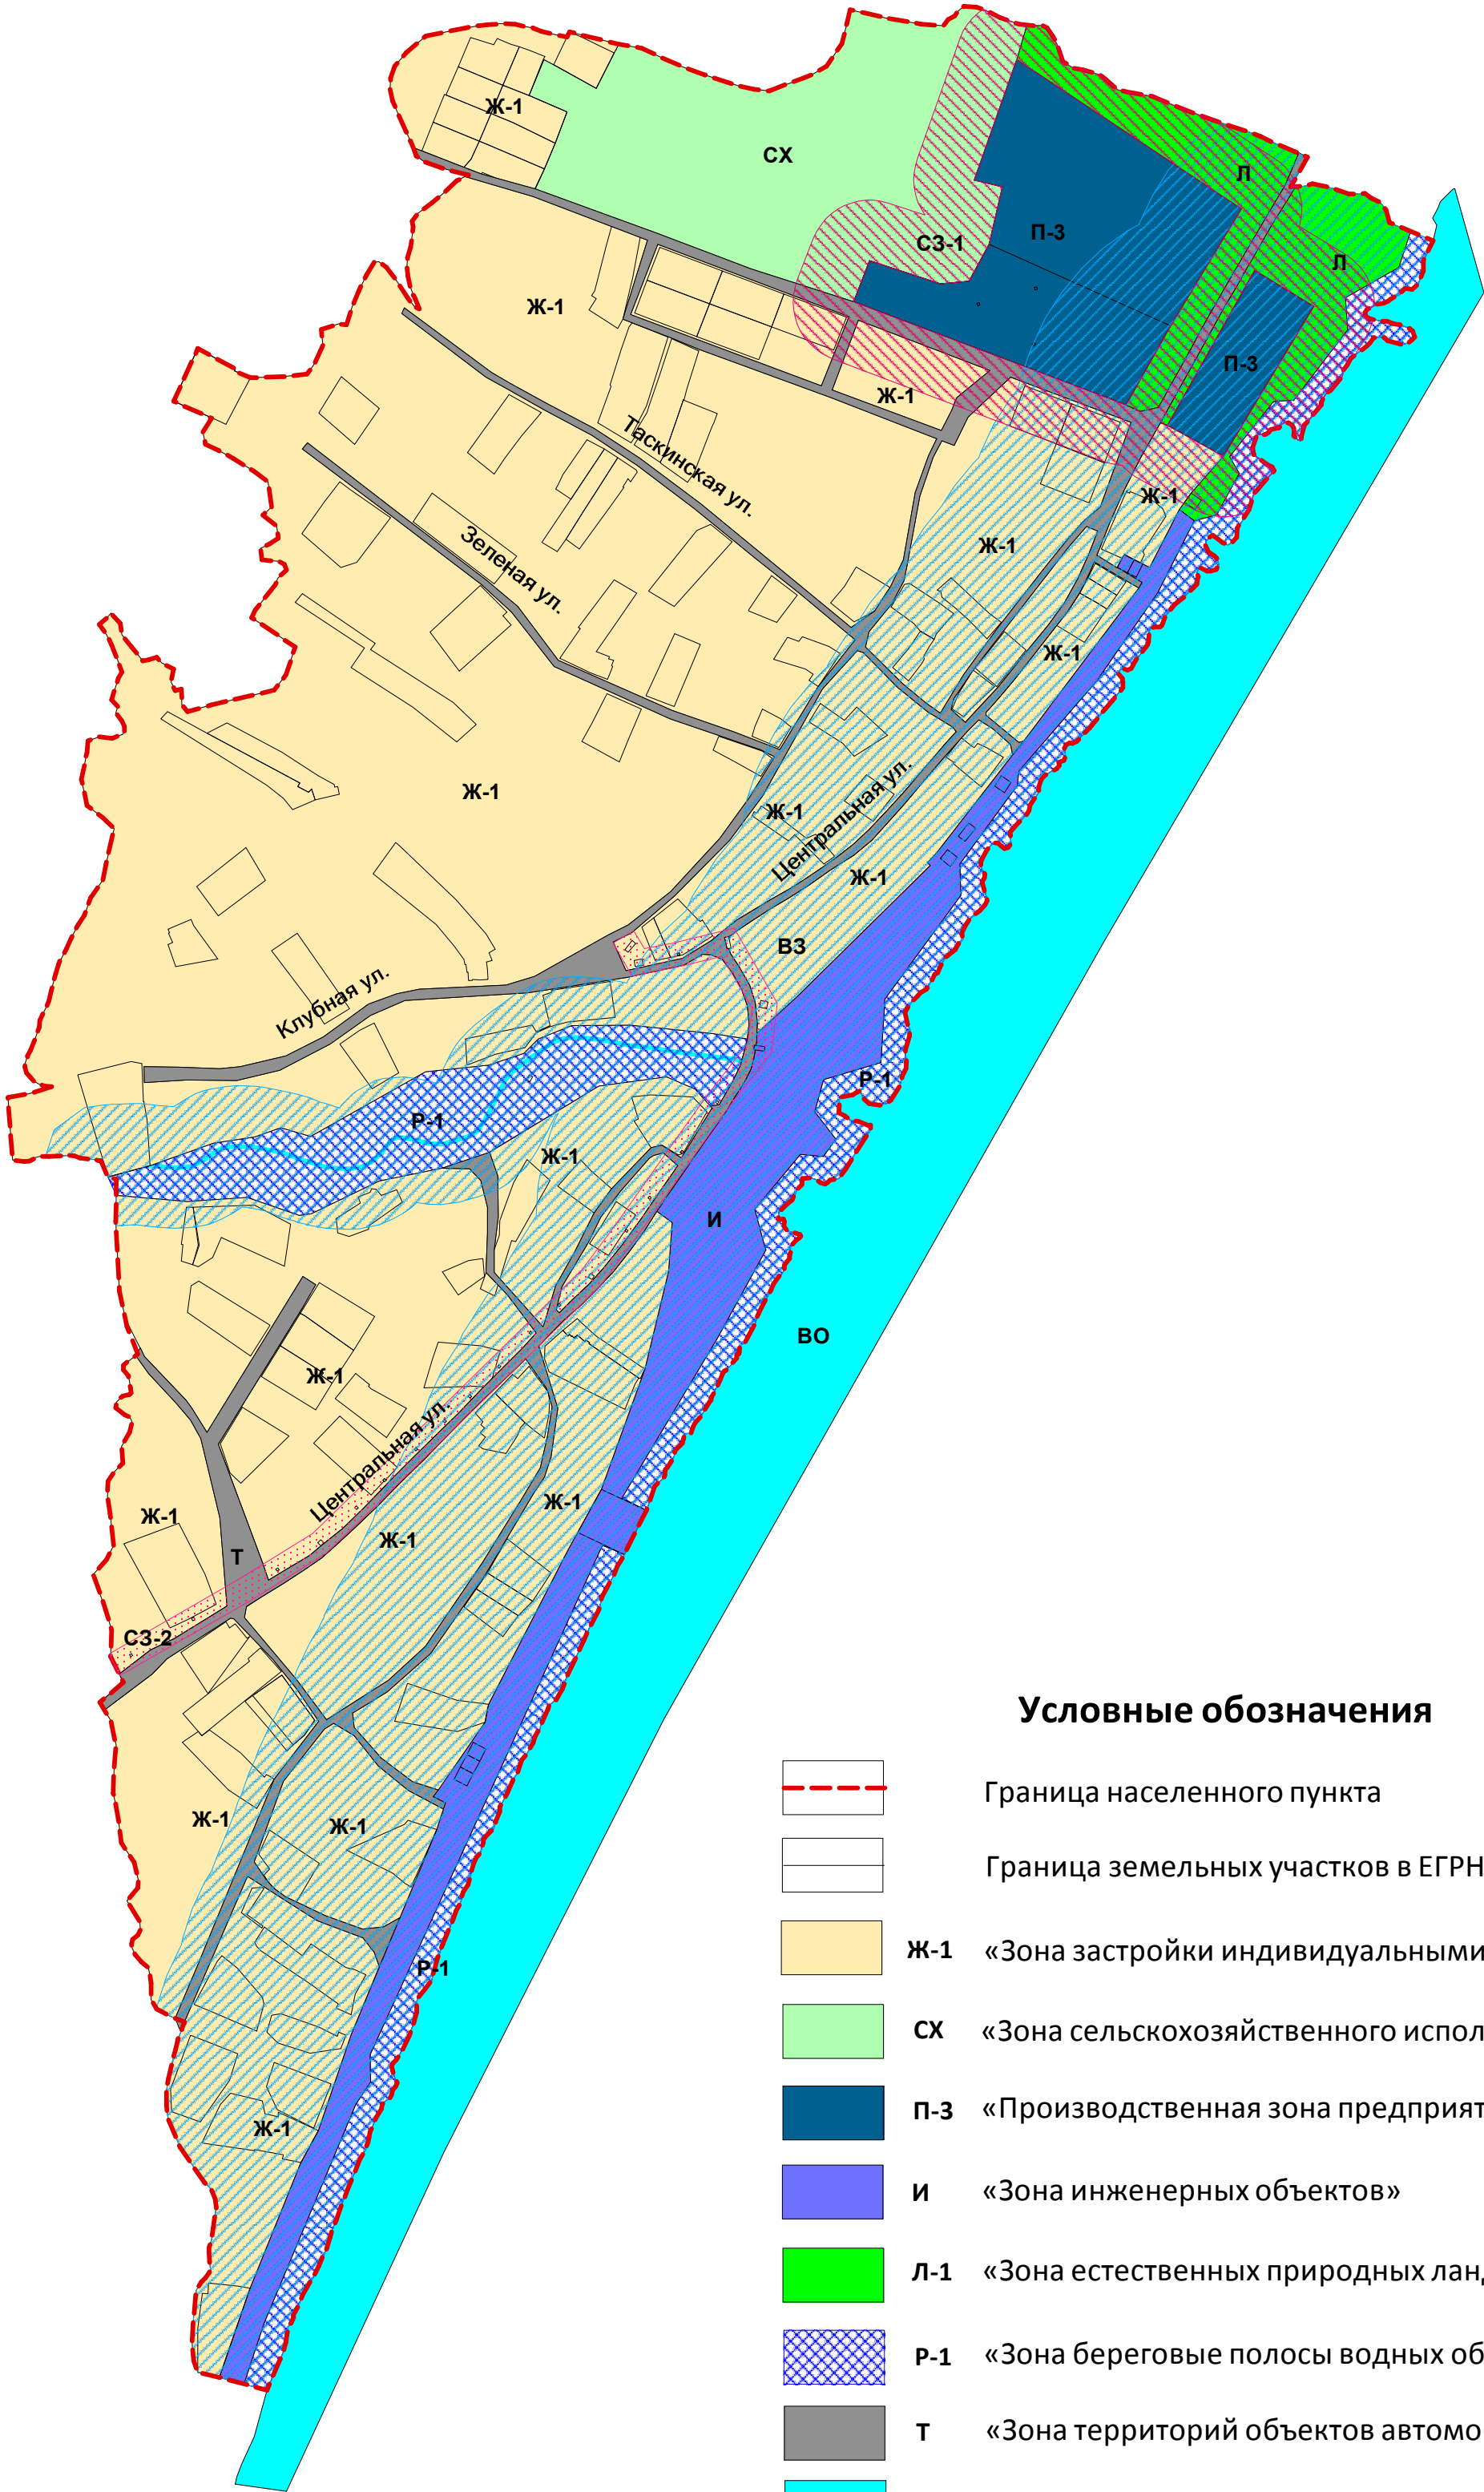 Ж-1
СХ
Л
СЗ-1
П-3
Л
Ж-1
П-3
Ж-1
Таскинская ул.
Ж-1
Зеленая ул.
Ж-1
Ж-1
Ж-1
Центральная ул.
Ж-1
Ж-1
ВЗ
Клубная ул.
Р-1
Р-1
Ж-1
И
ВО
Ж-1
Центральная ул.
Ж-1
Ж-1
Ж-1
Т
СЗ-2
Ж-1
Ж-1
Р-1
Ж-1
Условные обозначения
Граница населенного пункта
Граница земельных участков в ЕГРН
Ж-1 «Зона застройки индивидуальными
СХ «Зона сельскохозяйственного испол
П-3 «Производственная зона предприят
И «Зона инженерных объектов»
Л-1 «Зона естественных природных лан
Р-1 «Зона береговые полосы водных об
Т «Зона территорий объектов автомо